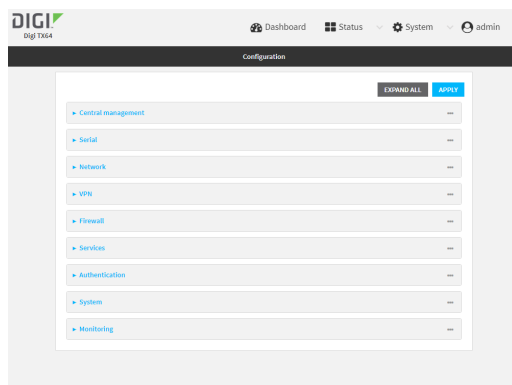 DIGI
Digi TX64
Dashboard Status System admin
Configuration
EXPAND ALL APPLY
Central management
Serial
Network
VPN
Firewall
Services
Authentication
System
Monitoring